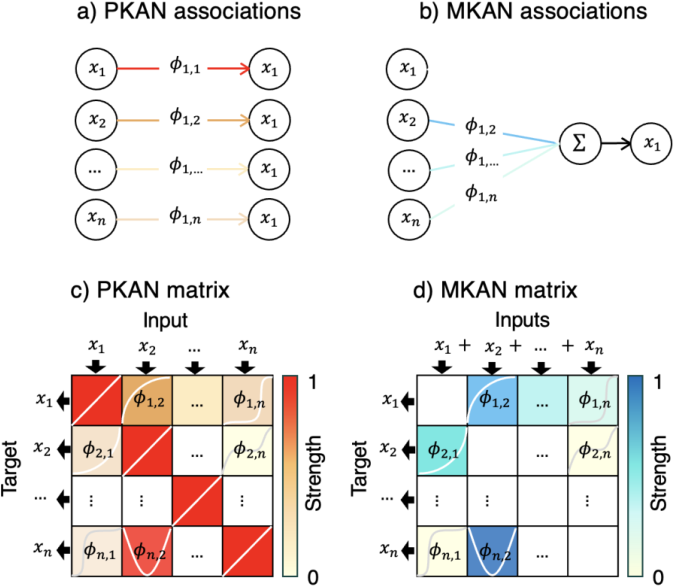 a) PKAN associations
b) MKAN associations
x₁ ϕ₁,₁ x₁
x₂ ϕ₁,₂ x₁
... ϕ₁,... x₁
xₙ ϕ₁,ₙ x₁
x₁
x₂ ϕ₁,₂
... ϕ₁,... Σ x₁
xₙ ϕ₁,ₙ
c) PKAN matrix
Input
x₁ x₂ ... xₙ
x₁ ϕ₁,₂ ... ϕ₁,ₙ
x₂ ϕ₂,₁ ... ϕ₂,ₙ
... ⋮ ⋮ ⋮
xₙ ϕₙ,₁ ϕₙ,₂ ...
Target
1
Strength
0
d) MKAN matrix
Inputs
x₁ + x₂ + ... + xₙ
x₁ ϕ₁,₂ ... ϕ₁,ₙ
x₂ ϕ₂,₁ ... ϕ₂,ₙ
... ⋮ ⋮ ⋮ ⋮
xₙ ϕₙ,₁ ϕₙ,₂ ...
Target
1
Strength
0